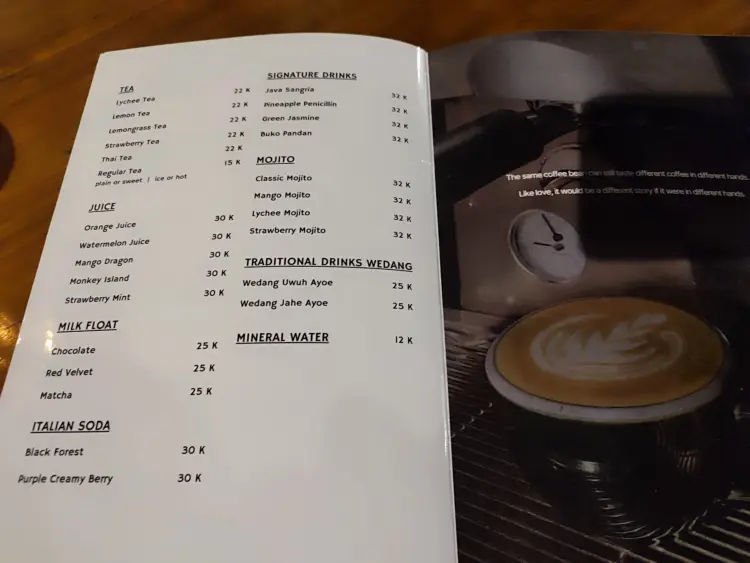 TEA
Lychee Tea 22 K
Lemon Tea 22 K
Lemongrass Tea 22 K
Strawberry Tea 22 K
Thai Tea 22 K
Regular Tea 15 K
plain or sweet | ice or hot
JUICE
Orange Juice 30 K
Watermelon Juice 30 K
Mango Dragon 30 K
Monkey Island 30 K
Strawberry Mint 30 K
MILK FLOAT
Chocolate 25 K
Red Velvet 25 K
Matcha 25 K
ITALIAN SODA
Black Forest 30 K
Purple Creamy Berry 30 K
SIGNATURE DRINKS
Java Sangria 32 K
Pineapple Penicillin 32 K
Green Jasmine 32 K
Buko Pandan 32 K
MOJITO
Classic Mojito 32 K
Mango Mojito 32 K
Lychee Mojito 32 K
Strawberry Mojito 32 K
TRADITIONAL DRINKS WEDANG
Wedang Uwuh Ayoe 25 K
Wedang Jahe Ayoe 25 K
MINERAL WATER 12 K
The same coffee bean can still taste different coffee in different hands.
Like love, it would be a different story if it were in different hands.